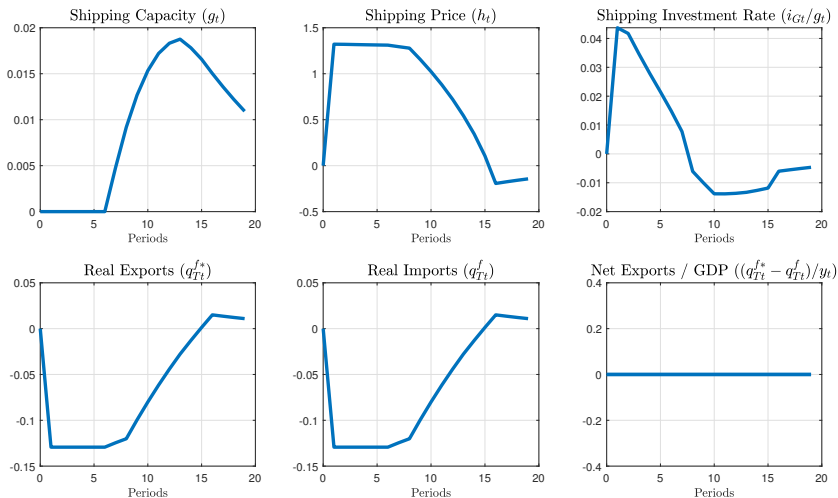 Shipping Capacity (g_t)
0.02
0.015
0.01
0.005
0
0 5 10 15 20
Periods
Shipping Price (h_t)
1.5
1
0.5
0
-0.5
0 5 10 15 20
Periods
Shipping Investment Rate (i_{Gt}/g_t)
0.04
0.03
0.02
0.01
0
-0.01
-0.02
0 5 10 15 20
Periods
Real Exports (q_{Tt}^{f*})
0.05
0
-0.05
-0.1
-0.15
0 5 10 15 20
Periods
Real Imports (q_{Tt}^{f})
0.05
0
-0.05
-0.1
-0.15
0 5 10 15 20
Periods
Net Exports / GDP ((q_{Tt}^{f*} − q_{Tt}^{f})/y_t)
0.4
0.2
0
-0.2
-0.4
0 5 10 15 20
Periods